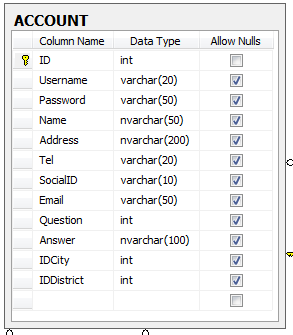 ACCOUNT
Column Name Data Type Allow Nulls
ID int
Username varchar(20)
Password varchar(50)
Name nvarchar(50)
Address nvarchar(200)
Tel varchar(20)
SocialID varchar(10)
Email varchar(50)
Question int
Answer nvarchar(100)
IDCity int
IDDistrict int